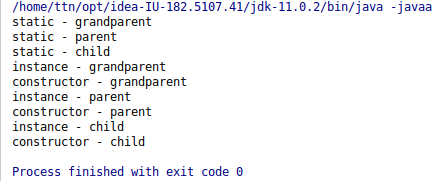 /home/ttn/opt/idea-IU-182.5107.41/jdk-11.0.2/bin/java -javaa
static - grandparent
static - parent
static - child
instance - grandparent
constructor - grandparent
instance - parent
constructor - parent
instance - child
constructor - child
Process finished with exit code 0